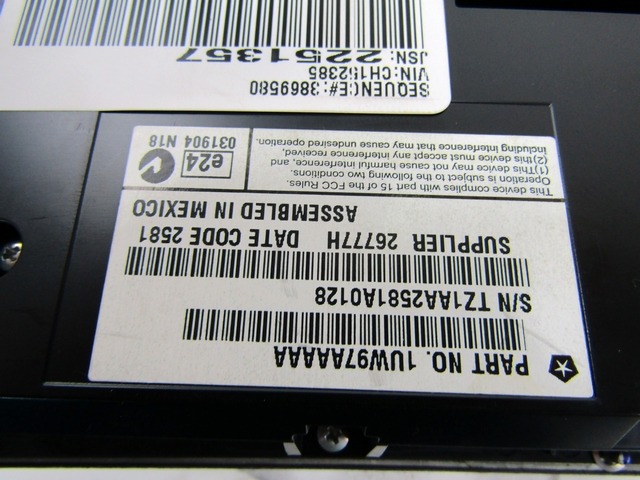 PART NO. 1UW97AAAAA
S/N TZ1AA2581A0128
SUPPLIER 26777H DATE CODE 2581
ASSEMBLED IN MEXICO
This device complies with part 15 of the FCC Rules.
Operation is subject to the following two conditions.
(1)This device may not cause harmful interference, and,
(2)this device must accept any interference received,
including interference that may cause undesired operation.
e24
031904 N18
SEQUENCE#:3869580
VIN:CH152385
JSN: 2251357